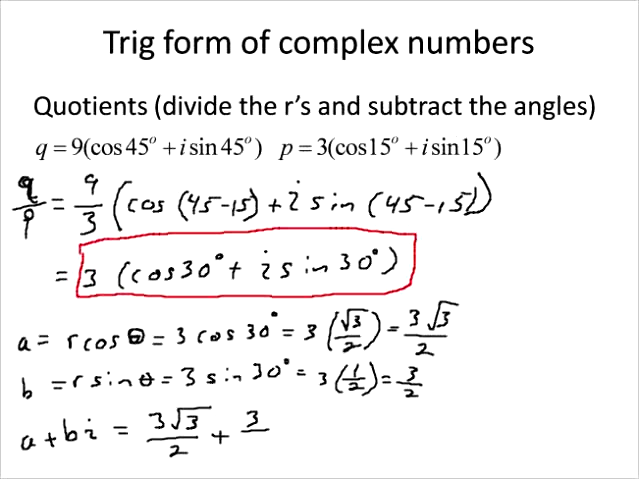 Trig form of complex numbers
Quotients (divide the r's and subtract the angles)
q = 9(cos 45° + i sin 45°)   p = 3(cos 15° + i sin 15°)
q/p = 9/3 (cos (45-15) + i sin (45-15))
= 3 (cos 30° + i sin 30°)
a = r cos θ = 3 cos 30° = 3 (√3/2) = 3√3/2
b = r sin θ = 3 sin 30° = 3 (1/2) = 3/2
a + bi = 3√3/2 + 3